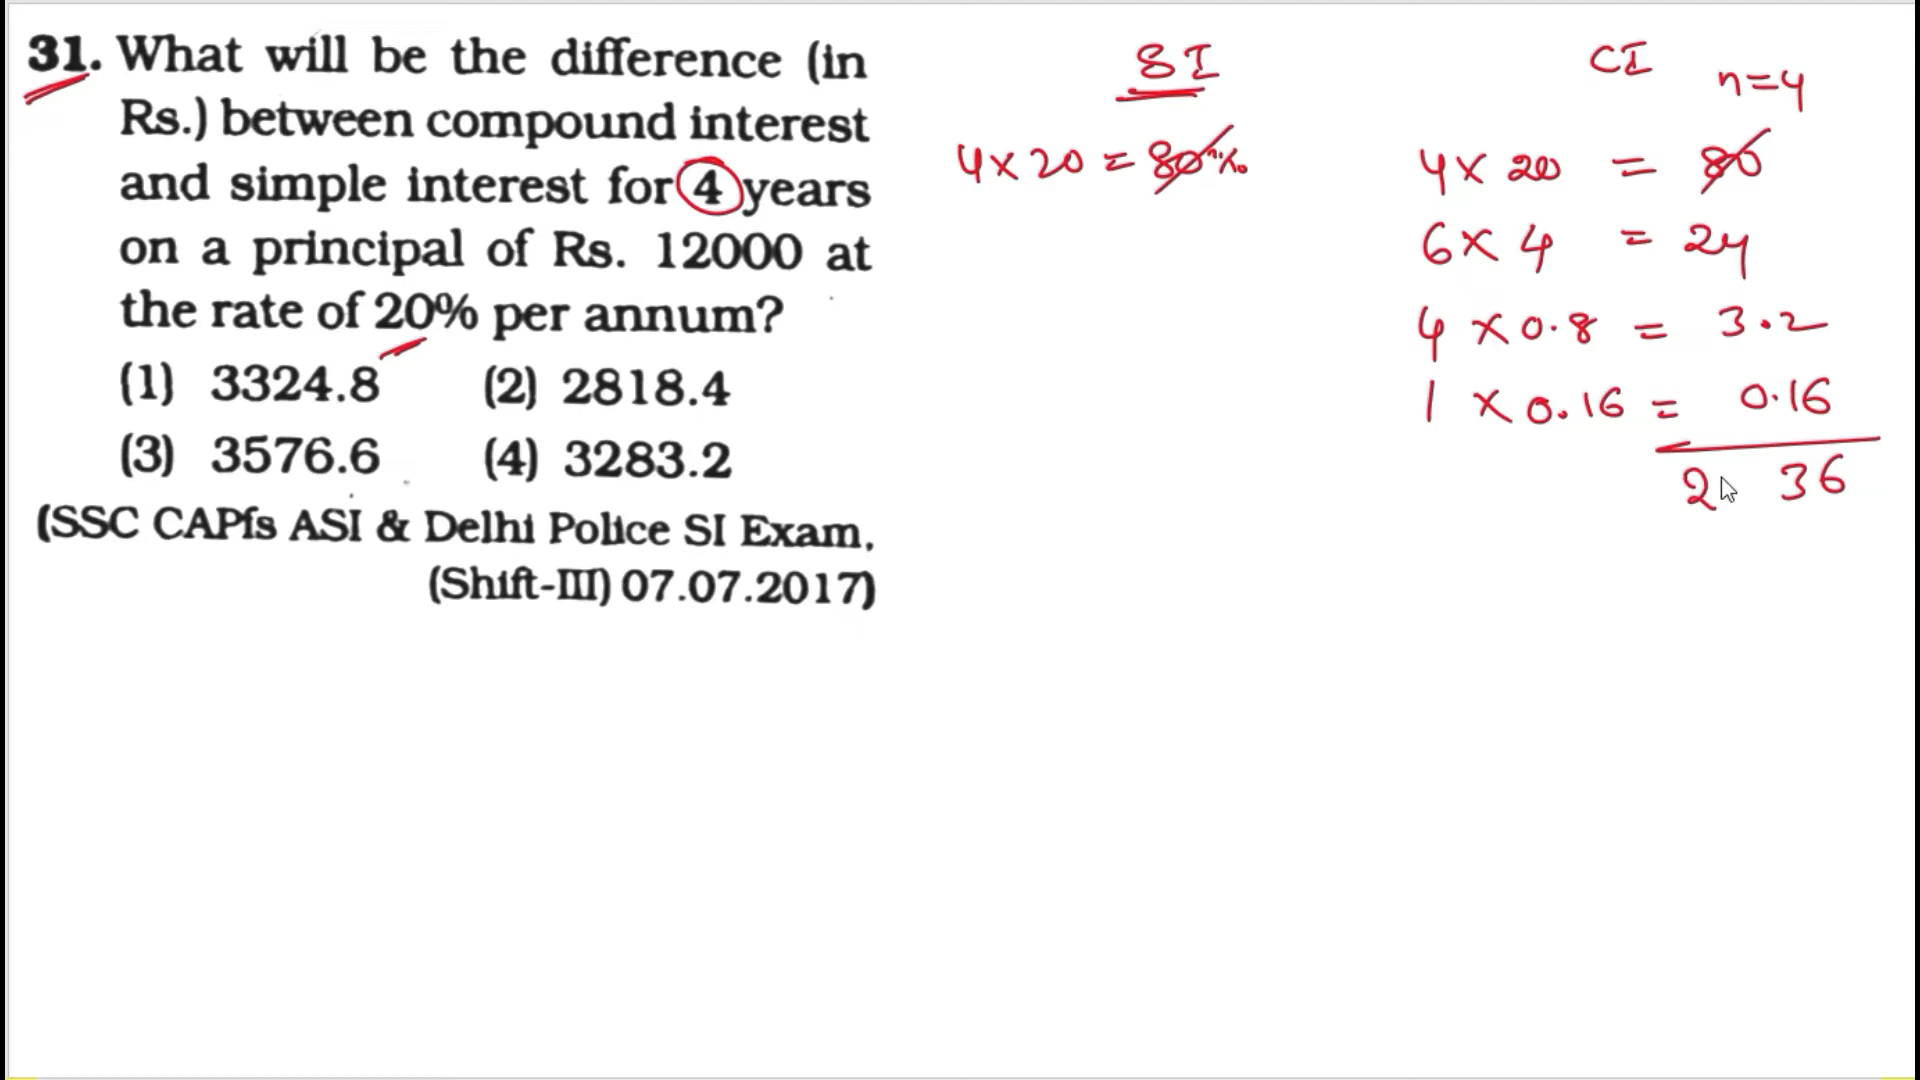 31. What will be the difference (in
Rs.) between compound interest
and simple interest for 4 years
on a principal of Rs. 12000 at
the rate of 20% per annum?
(1) 3324.8 (2) 2818.4
(3) 3576.6 (4) 3283.2
(SSC CAPfs ASI & Delhi Police SI Exam,
(Shift-III) 07.07.2017)
SI
4 × 20 = 80%
CI n=4
4 × 20 = 80
6 × 4 = 24
4 × 0.8 = 3.2
1 × 0.16 = 0.16
2 36